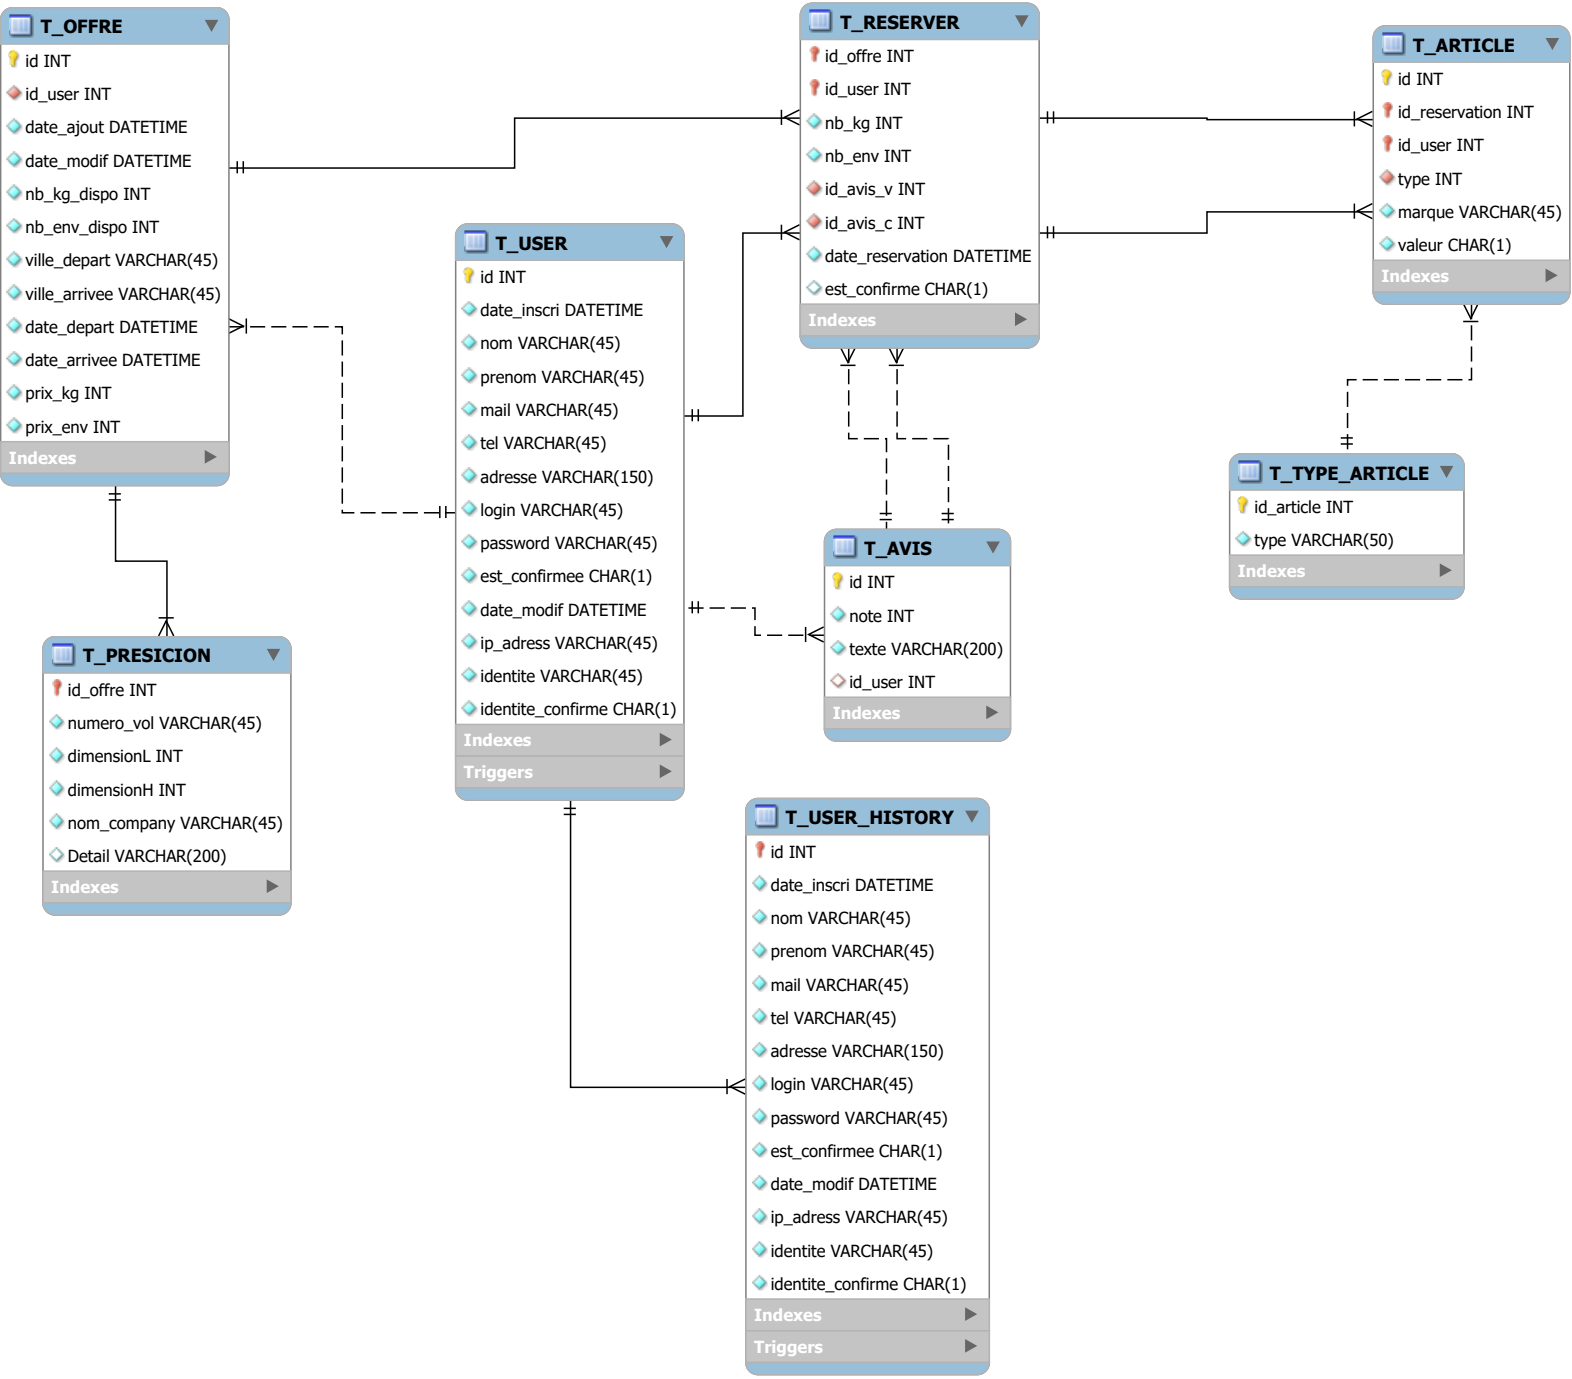 T_OFFRE
id INT
id_user INT
date_ajout DATETIME
date_modif DATETIME
nb_kg_dispo INT
nb_env_dispo INT
ville_depart VARCHAR(45)
ville_arrivee VARCHAR(45)
date_depart DATETIME
date_arrivee DATETIME
prix_kg INT
prix_env INT
Indexes
T_PRESICION
id_offre INT
numero_vol VARCHAR(45)
dimensionL INT
dimensionH INT
nom_company VARCHAR(45)
Detail VARCHAR(200)
Indexes
T_USER
id INT
date_inscri DATETIME
nom VARCHAR(45)
prenom VARCHAR(45)
mail VARCHAR(45)
tel VARCHAR(45)
adresse VARCHAR(150)
login VARCHAR(45)
password VARCHAR(45)
est_confirmee CHAR(1)
date_modif DATETIME
ip_adress VARCHAR(45)
identite VARCHAR(45)
identite_confirme CHAR(1)
Indexes
Triggers
T_RESERVER
id_offre INT
id_user INT
nb_kg INT
nb_env INT
id_avis_v INT
id_avis_c INT
date_reservation DATETIME
est_confirme CHAR(1)
Indexes
T_ARTICLE
id INT
id_reservation INT
id_user INT
type INT
marque VARCHAR(45)
valeur CHAR(1)
Indexes
T_TYPE_ARTICLE
id_article INT
type VARCHAR(50)
Indexes
T_AVIS
id INT
note INT
texte VARCHAR(200)
id_user INT
Indexes
T_USER_HISTORY
id INT
date_inscri DATETIME
nom VARCHAR(45)
prenom VARCHAR(45)
mail VARCHAR(45)
tel VARCHAR(45)
adresse VARCHAR(150)
login VARCHAR(45)
password VARCHAR(45)
est_confirmee CHAR(1)
date_modif DATETIME
ip_adress VARCHAR(45)
identite VARCHAR(45)
identite_confirme CHAR(1)
Indexes
Triggers